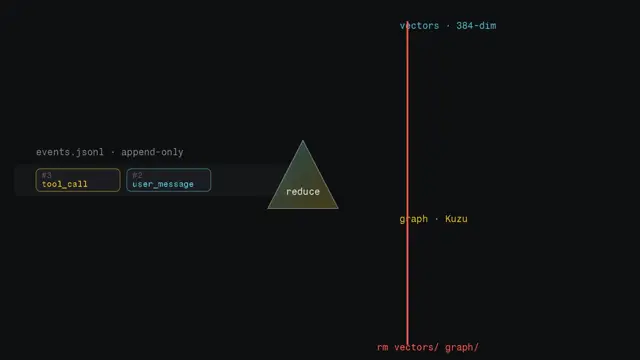 vectors · 384-dim
events.jsonl · append-only
#3
tool_call
#2
user_message
reduce
graph · Kuzu
rm vectors/ graph/